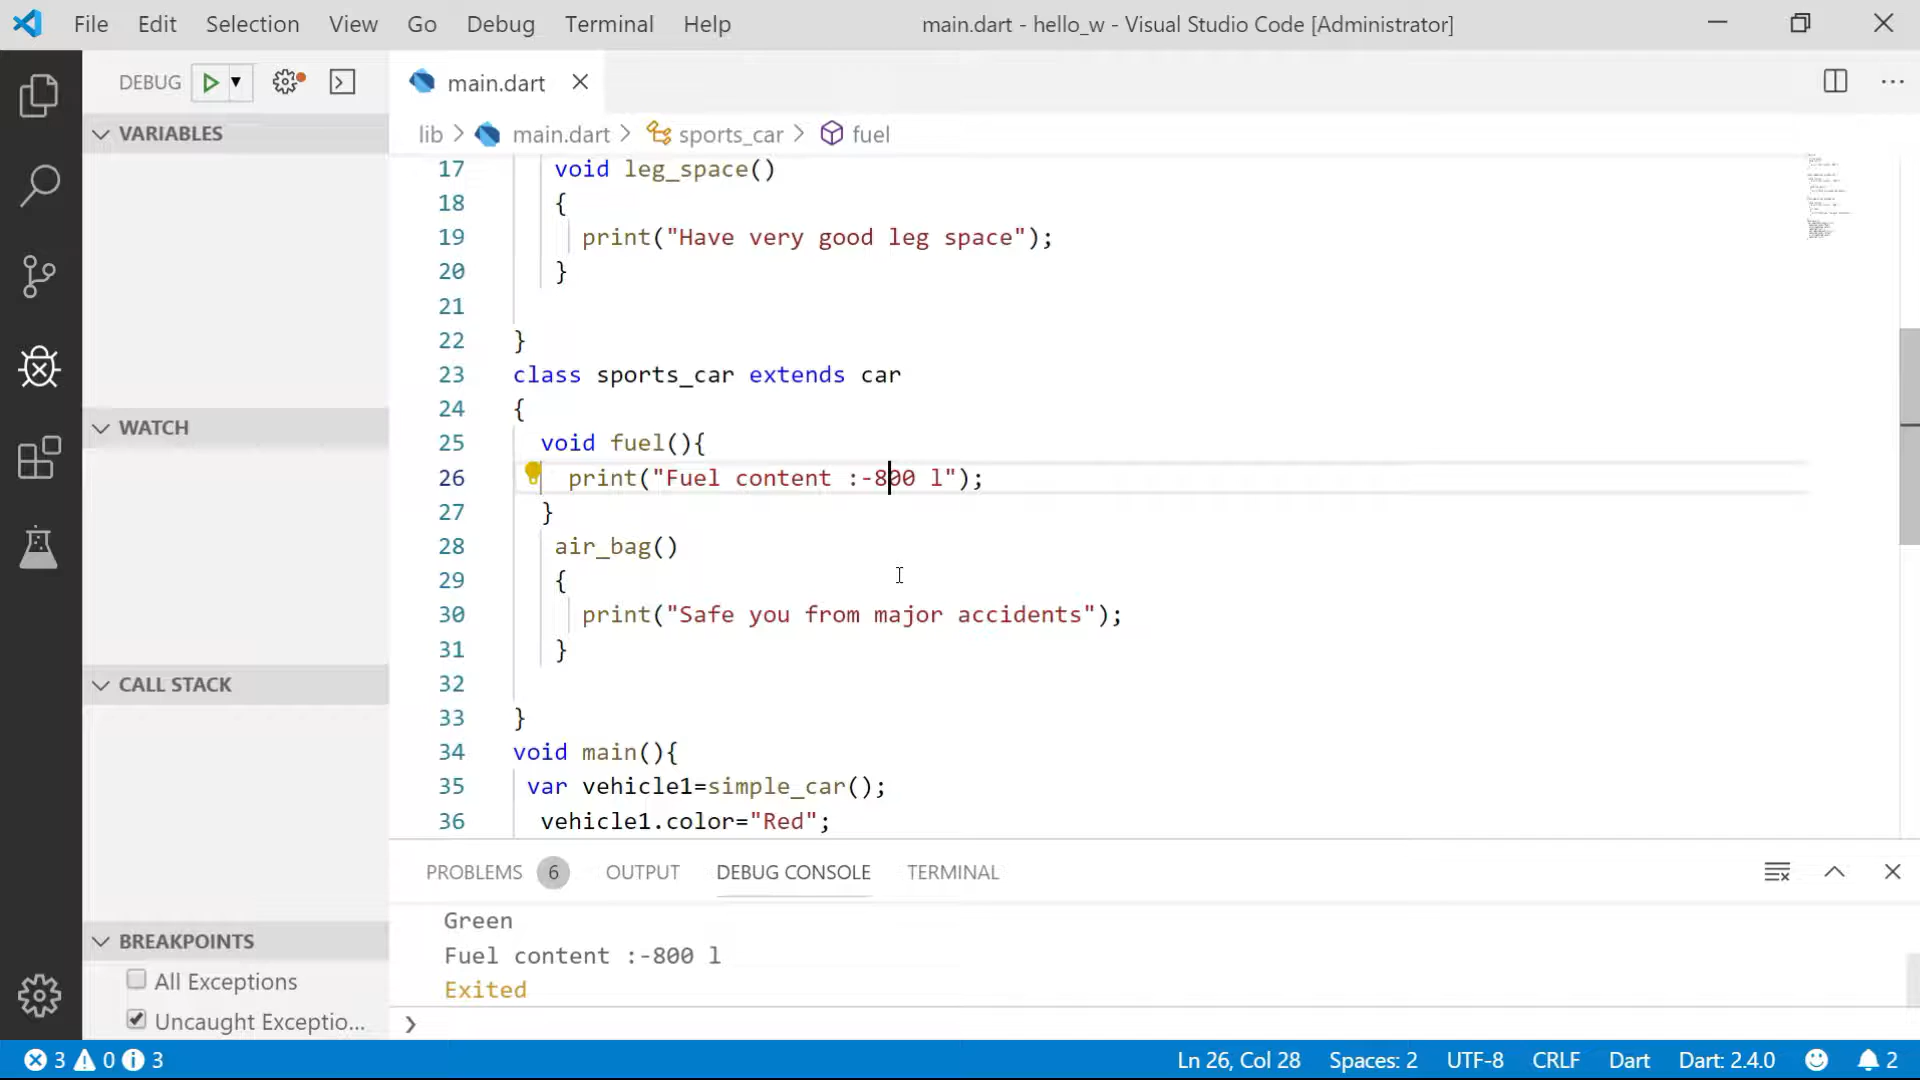 File Edit Selection View Go Debug Terminal Help main.dart - hello_w - Visual Studio Code [Administrator]
DEBUG
main.dart
lib > main.dart > sports_car > fuel
VARIABLES
WATCH
CALL STACK
BREAKPOINTS
All Exceptions
Uncaught Exceptio...
17 void leg_space()
18 {
19 print("Have very good leg space");
20 }
21
22 }
23 class sports_car extends car
24 {
25 void fuel(){
26 print("Fuel content :-800 l");
27 }
28 air_bag()
29 {
30 print("Safe you from major accidents");
31 }
32
33 }
34 void main(){
35 var vehicle1=simple_car();
36 vehicle1.color="Red";
PROBLEMS 6 OUTPUT DEBUG CONSOLE TERMINAL
Green
Fuel content :-800 l
Exited
3 0 3 Ln 26, Col 28 Spaces: 2 UTF-8 CRLF Dart Dart: 2.4.0 2